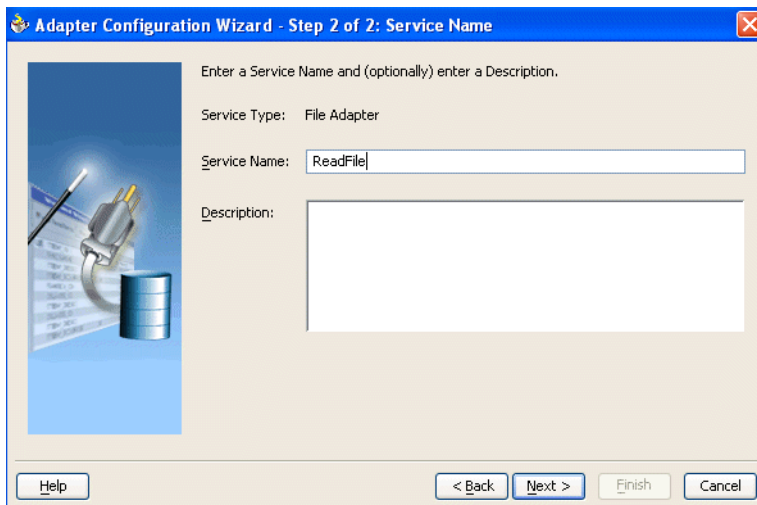 Adapter Configuration Wizard - Step 2 of 2: Service Name
Enter a Service Name and (optionally) enter a Description.
Service Type: File Adapter
Service Name: ReadFile
Description:
Help < Back Next > Finish Cancel